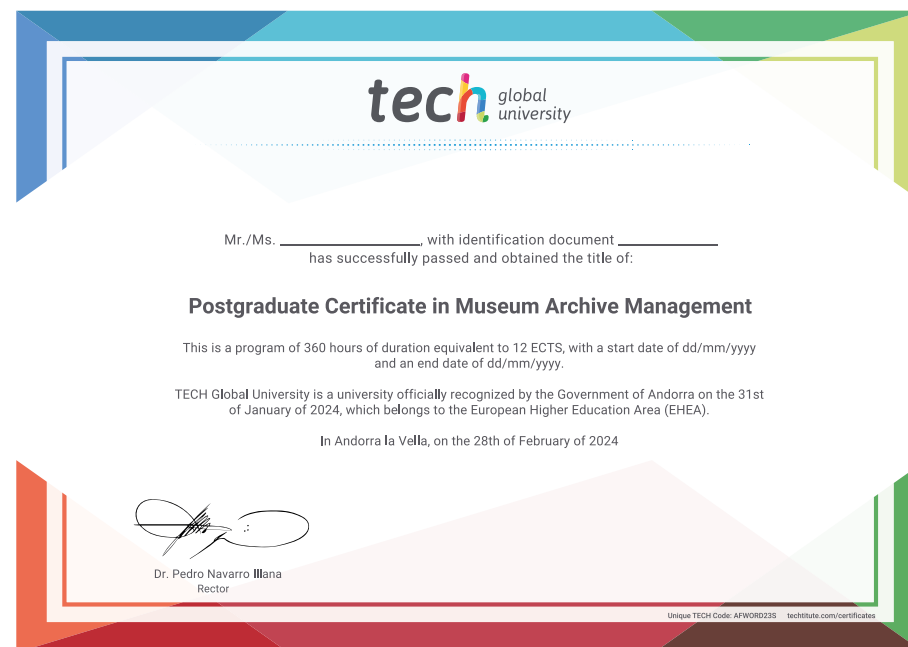 tech global
university
Mr./Ms. ____________, with identification document ____________
has successfully passed and obtained the title of:
Postgraduate Certificate in Museum Archive Management
This is a program of 360 hours of duration equivalent to 12 ECTS, with a start date of dd/mm/yyyy
and an end date of dd/mm/yyyy.
TECH Global University is a university officially recognized by the Government of Andorra on the 31st
of January of 2024, which belongs to the European Higher Education Area (EHEA).
In Andorra la Vella, on the 28th of February of 2024
Dr. Pedro Navarro Illana
Rector
Unique TECH Code: AFWORD23S techtitute.com/certificates